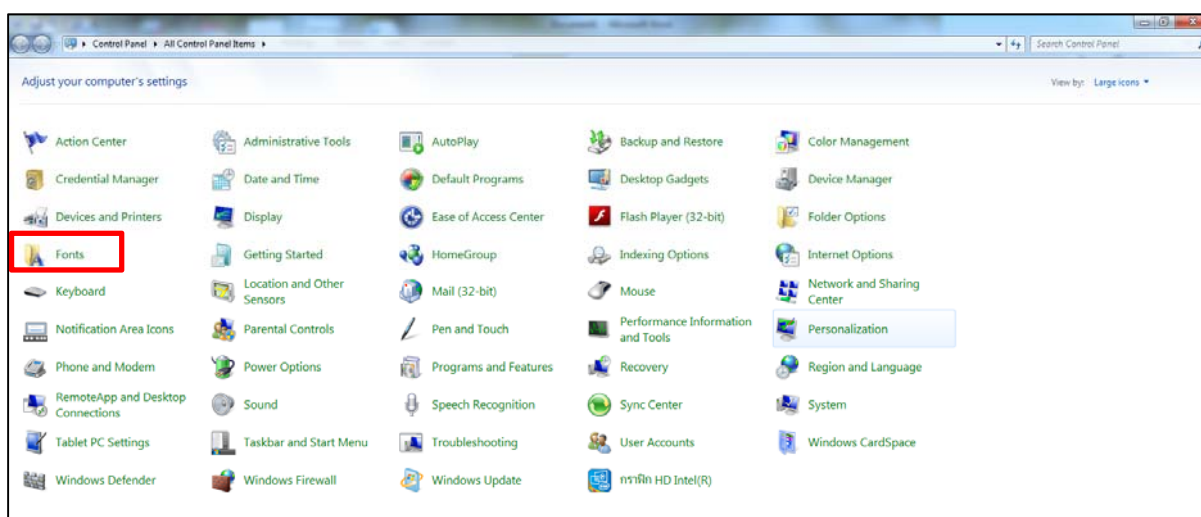 Control Panel ▸ All Control Panel Items ▸
Search Control Panel
Adjust your computer's settings
View by: Large icons
Action Center
Administrative Tools
AutoPlay
Backup and Restore
Color Management
Credential Manager
Date and Time
Default Programs
Desktop Gadgets
Device Manager
Devices and Printers
Display
Ease of Access Center
Flash Player (32-bit)
Folder Options
Fonts
Getting Started
HomeGroup
Indexing Options
Internet Options
Keyboard
Location and Other
Sensors
Mail (32-bit)
Mouse
Network and Sharing
Center
Notification Area Icons
Parental Controls
Pen and Touch
Performance Information
and Tools
Personalization
Phone and Modem
Power Options
Programs and Features
Recovery
Region and Language
RemoteApp and Desktop
Connections
Sound
Speech Recognition
Sync Center
System
Tablet PC Settings
Taskbar and Start Menu
Troubleshooting
User Accounts
Windows CardSpace
Windows Defender
Windows Firewall
Windows Update
กราฟิก HD Intel(R)